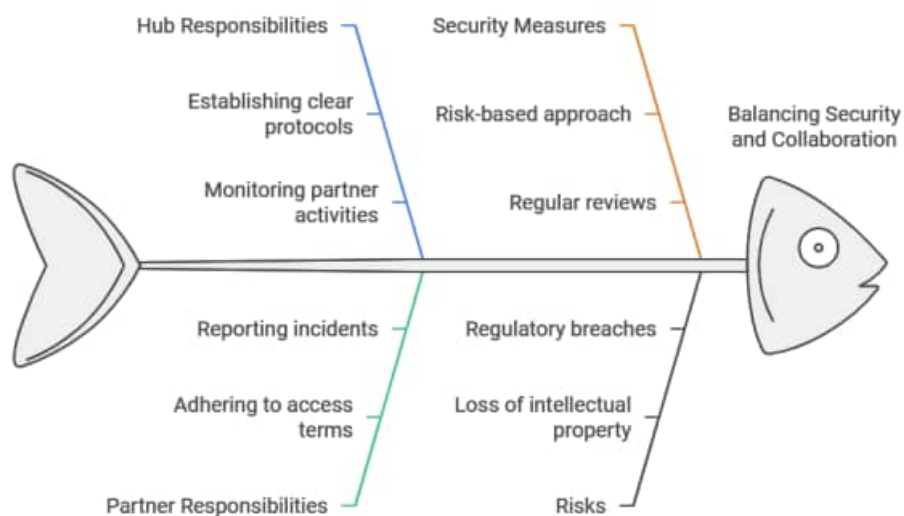 Hub Responsibilities
Establishing clear
protocols
Monitoring partner
activities
Security Measures
Risk-based approach
Regular reviews
Balancing Security
and Collaboration
Reporting incidents
Adhering to access
terms
Partner Responsibilities
Regulatory breaches
Loss of intellectual
property
Risks